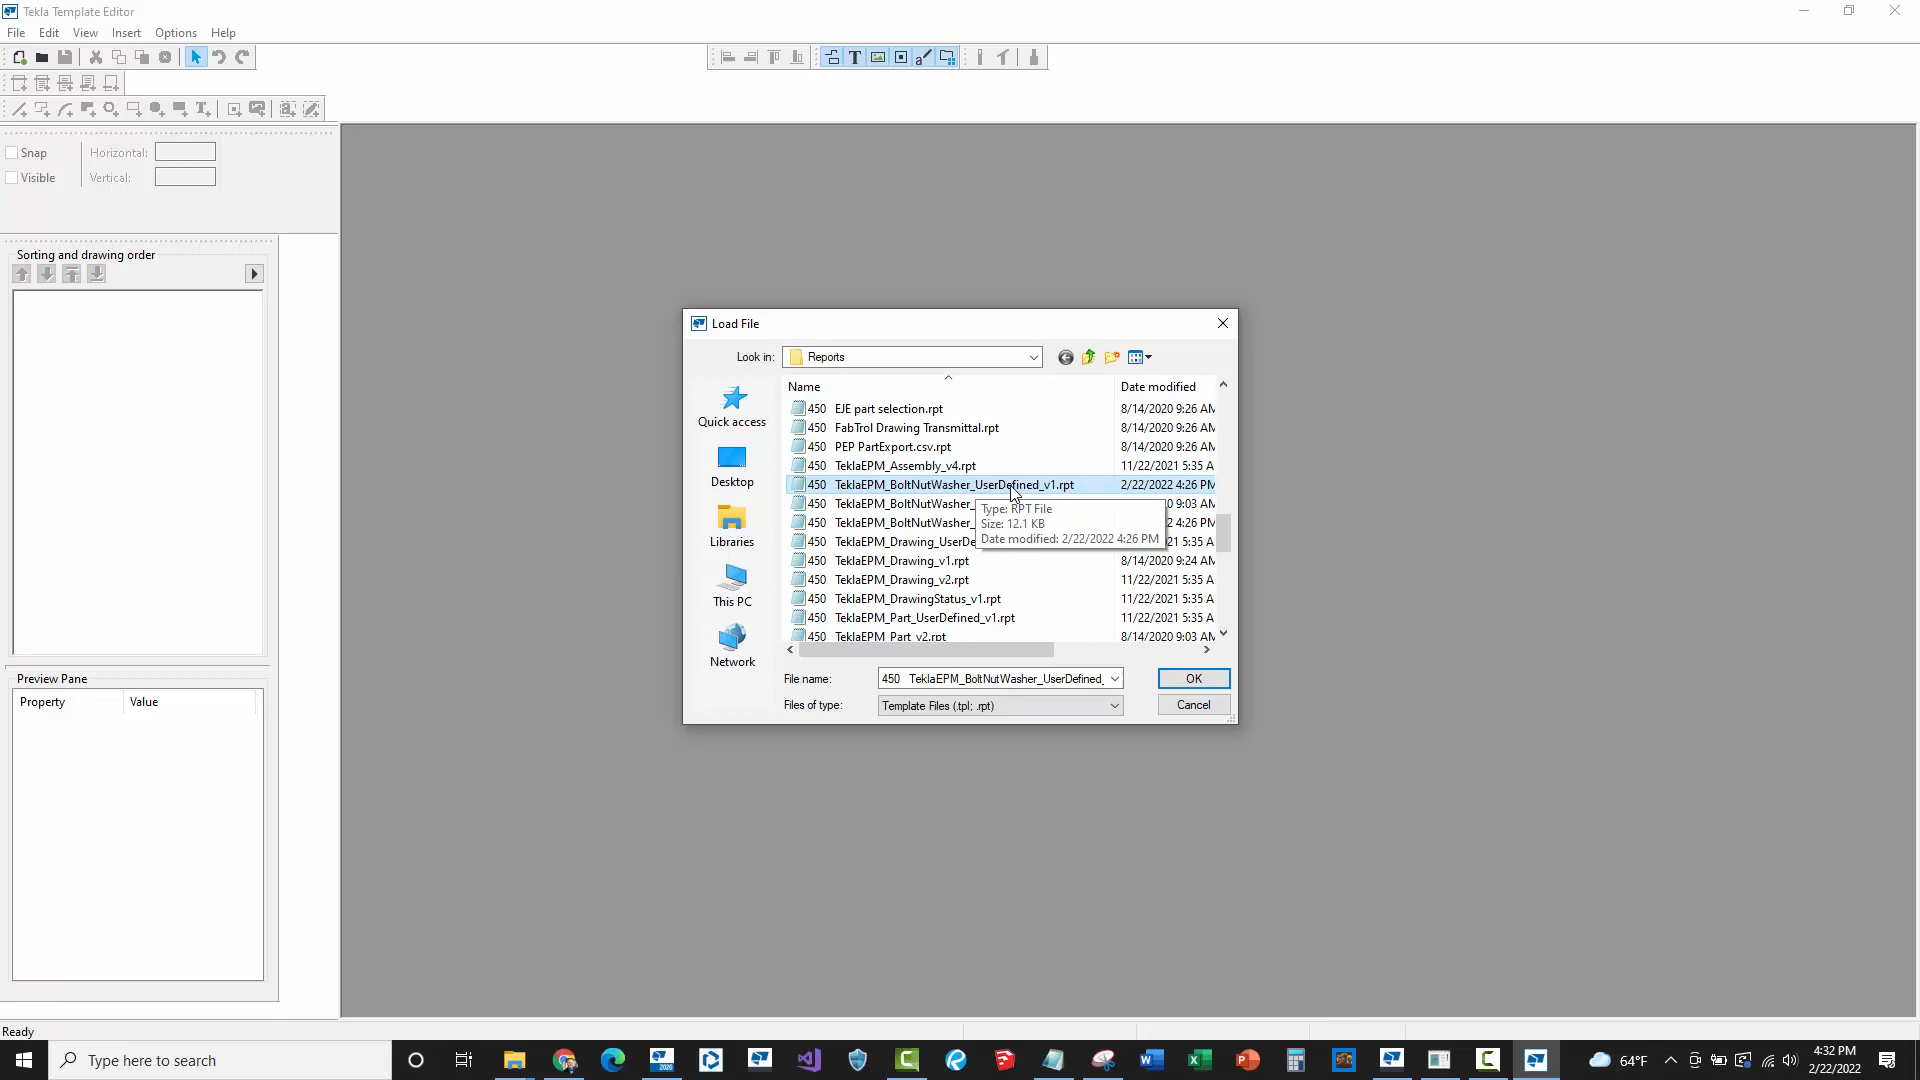 Tekla Template Editor
File Edit View Insert Options Help
Snap
Horizontal:
Visible
Vertical:
Sorting and drawing order
Preview Pane
Property Value
Ready
Load File
Look in: Reports
Quick access
Desktop
Libraries
This PC
Network
Name Date modified
450 EJE part selection.rpt 8/14/2020 9:26 AM
450 FabTrol Drawing Transmittal.rpt 8/14/2020 9:26 AM
450 PEP PartExport.csv.rpt 8/14/2020 9:26 AM
450 TeklaEPM_Assembly_v4.rpt 11/22/2021 5:35 A
450 TeklaEPM_BoltNutWasher_UserDefined_v1.rpt 2/22/2022 4:26 PM
450 TeklaEPM_BoltNutWasher_ 0 9:03 AM
450 TeklaEPM_BoltNutWasher_ 4:26 PM
450 TeklaEPM_Drawing_UserDe 5:35 A
450 TeklaEPM_Drawing_v1.rpt 8/14/2020 9:24 AM
450 TeklaEPM_Drawing_v2.rpt 11/22/2021 5:35 A
450 TeklaEPM_DrawingStatus_v1.rpt 11/22/2021 5:35 A
450 TeklaEPM_Part_UserDefined_v1.rpt 11/22/2021 5:35 A
450 TeklaEPM_Part_v2.rpt 8/14/2020 9:03 AM
Type: RPT File
Size: 12.1 KB
Date modified: 2/22/2022 4:26 PM
File name: 450 TeklaEPM_BoltNutWasher_UserDefined_ OK
Files of type: Template Files (.tpl; .rpt) Cancel
Type here to search
2020
64°F
4:32 PM
2/22/2022